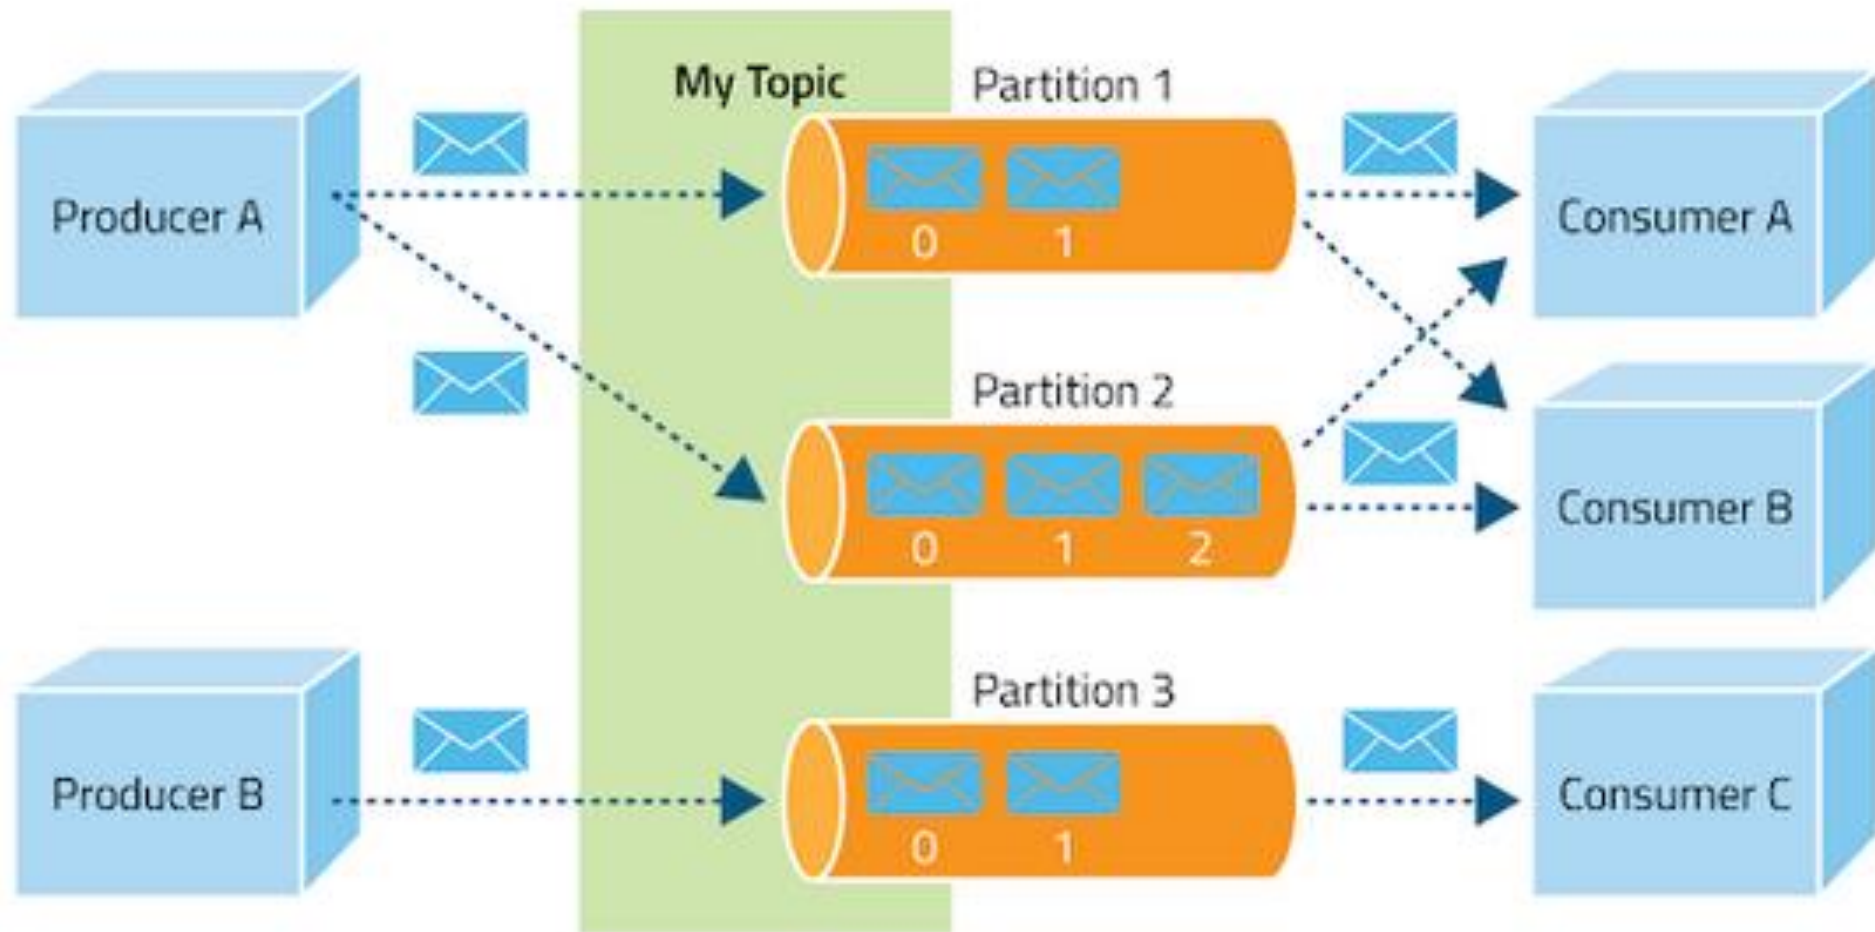 My Topic
Partition 1
Producer A
0 1
Consumer A
Partition 2
0 1 2
Consumer B
Partition 3
Producer B
0 1
Consumer C